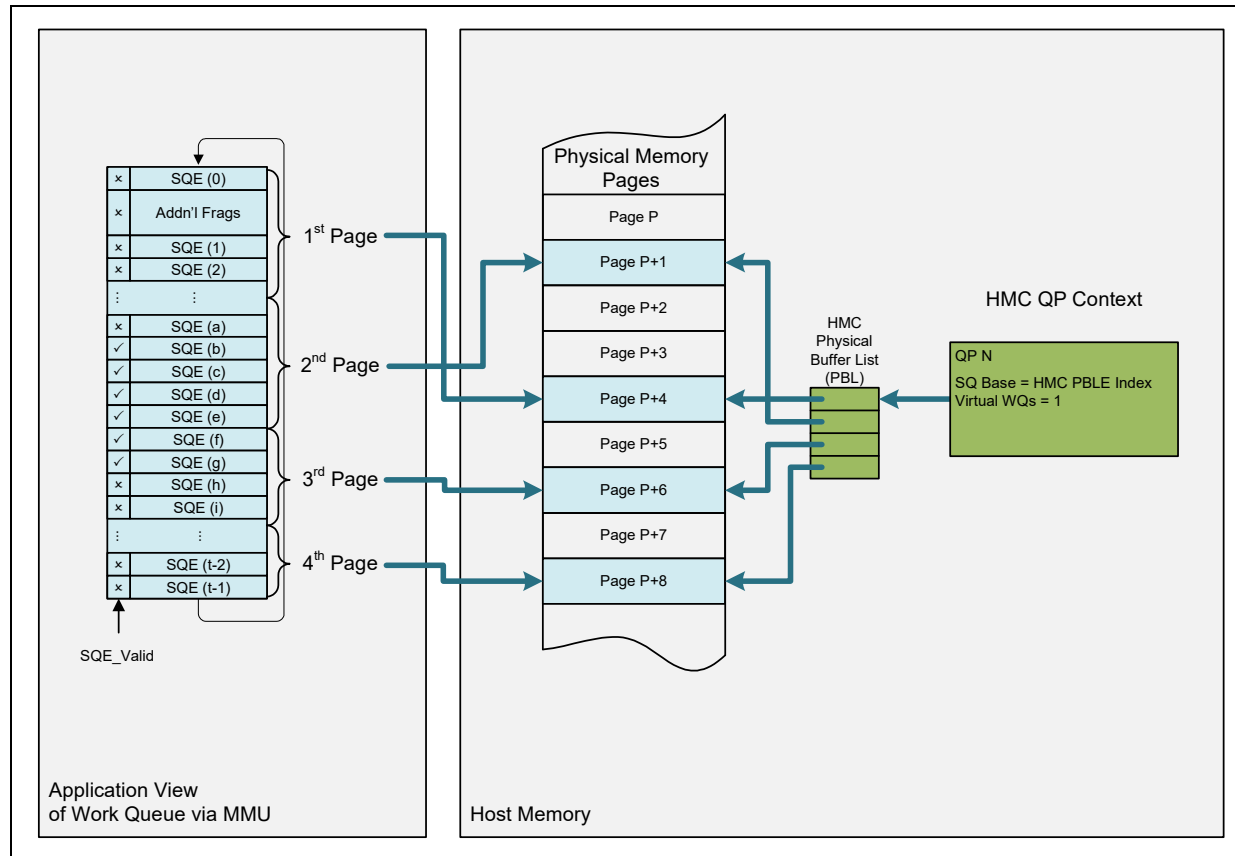 × SQE (0)
× Addn'l Frags
× SQE (1)
× SQE (2)
⋮ ⋮
× SQE (a)
✓ SQE (b)
✓ SQE (c)
✓ SQE (d)
✓ SQE (e)
✓ SQE (f)
✓ SQE (g)
× SQE (h)
× SQE (i)
⋮ ⋮
× SQE (t-2)
× SQE (t-1)
SQE_Valid
1st Page
2nd Page
3rd Page
4th Page
Application View
of Work Queue via MMU
Physical Memory
Pages
Page P
Page P+1
Page P+2
Page P+3
Page P+4
Page P+5
Page P+6
Page P+7
Page P+8
HMC
Physical
Buffer List
(PBL)
HMC QP Context
QP N
SQ Base = HMC PBLE Index
Virtual WQs = 1
Host Memory